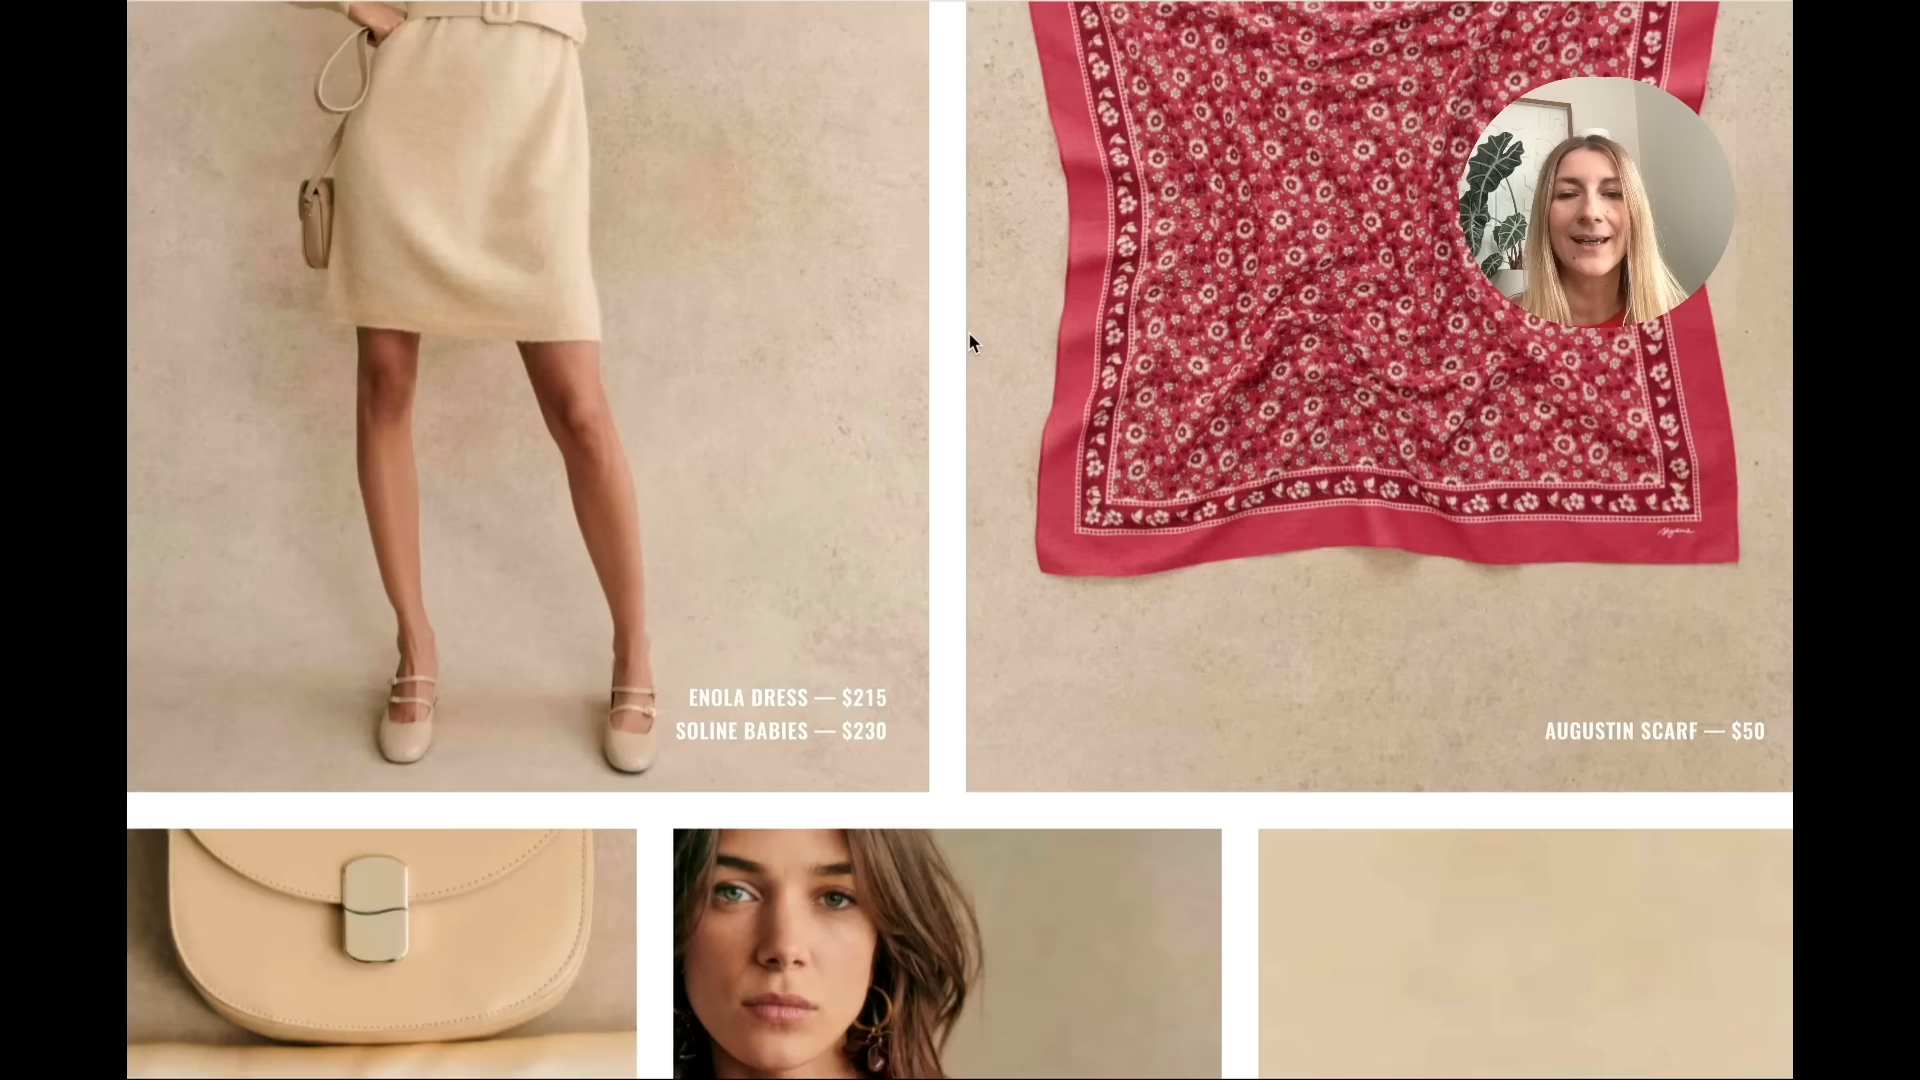 ENOLA DRESS — $215
SOLINE BABIES — $230
AUGUSTIN SCARF — $50